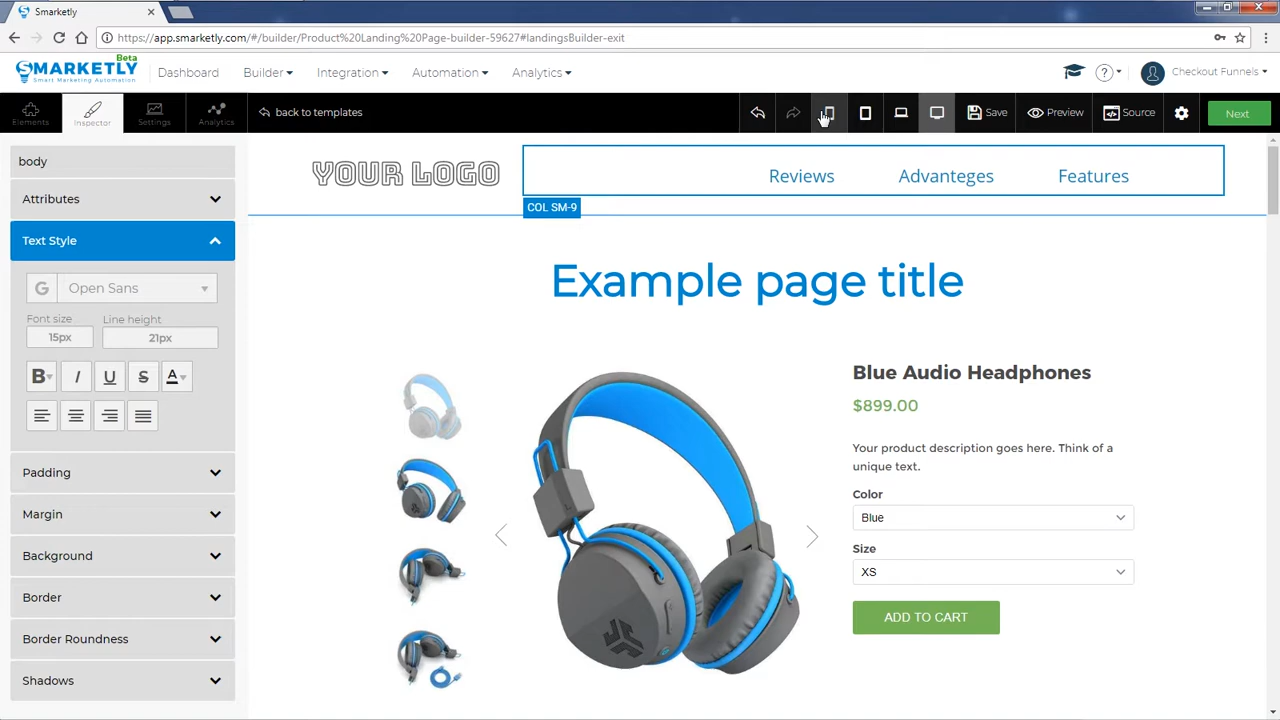 Smarketly
https://app.smarketly.com/#/builder/Product%20Landing%20Page-builder-59627#landingsBuilder-exit
SMARKETLY
Beta
Smart Marketing Automation
Dashboard
Builder
Integration
Automation
Analytics
?
Checkout Funnels
Elements
Inspector
Settings
Analytics
back to templates
Save
Preview
Source
Next
body
Attributes
Text Style
G
Open Sans
Font size
Line height
15px
21px
B
I
U
S
A
Padding
Margin
Background
Border
Border Roundness
Shadows
YOUR LOGO
Reviews
Advanteges
Features
COL SM-9
Example page title
Blue Audio Headphones
$899.00
Your product description goes here. Think of a
unique text.
Color
Blue
Size
XS
ADD TO CART